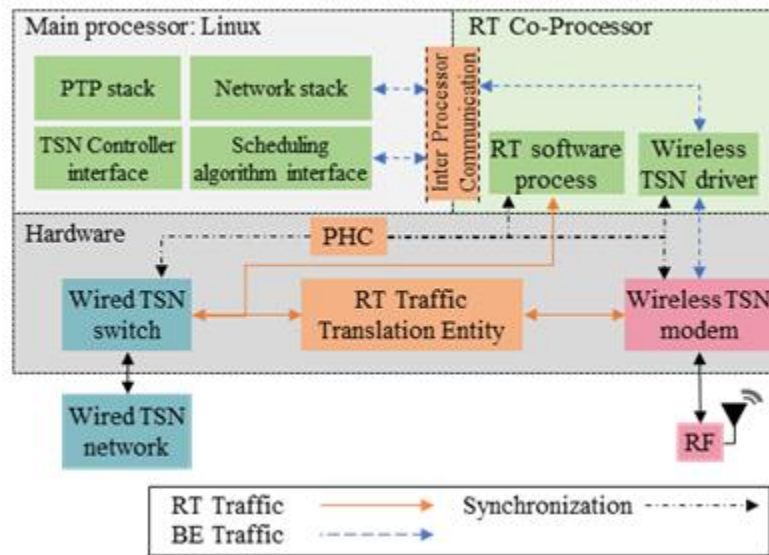 Main processor: Linux
RT Co-Processor
PTP stack
Network stack
TSN Controller
interface
Scheduling
algorithm interface
Inter Processor
Communication
RT software
process
Wireless
TSN driver
Hardware
PHC
Wired TSN
switch
RT Traffic
Translation Entity
Wireless TSN
modem
Wired TSN
network
RF
RT Traffic
Synchronization
BE Traffic